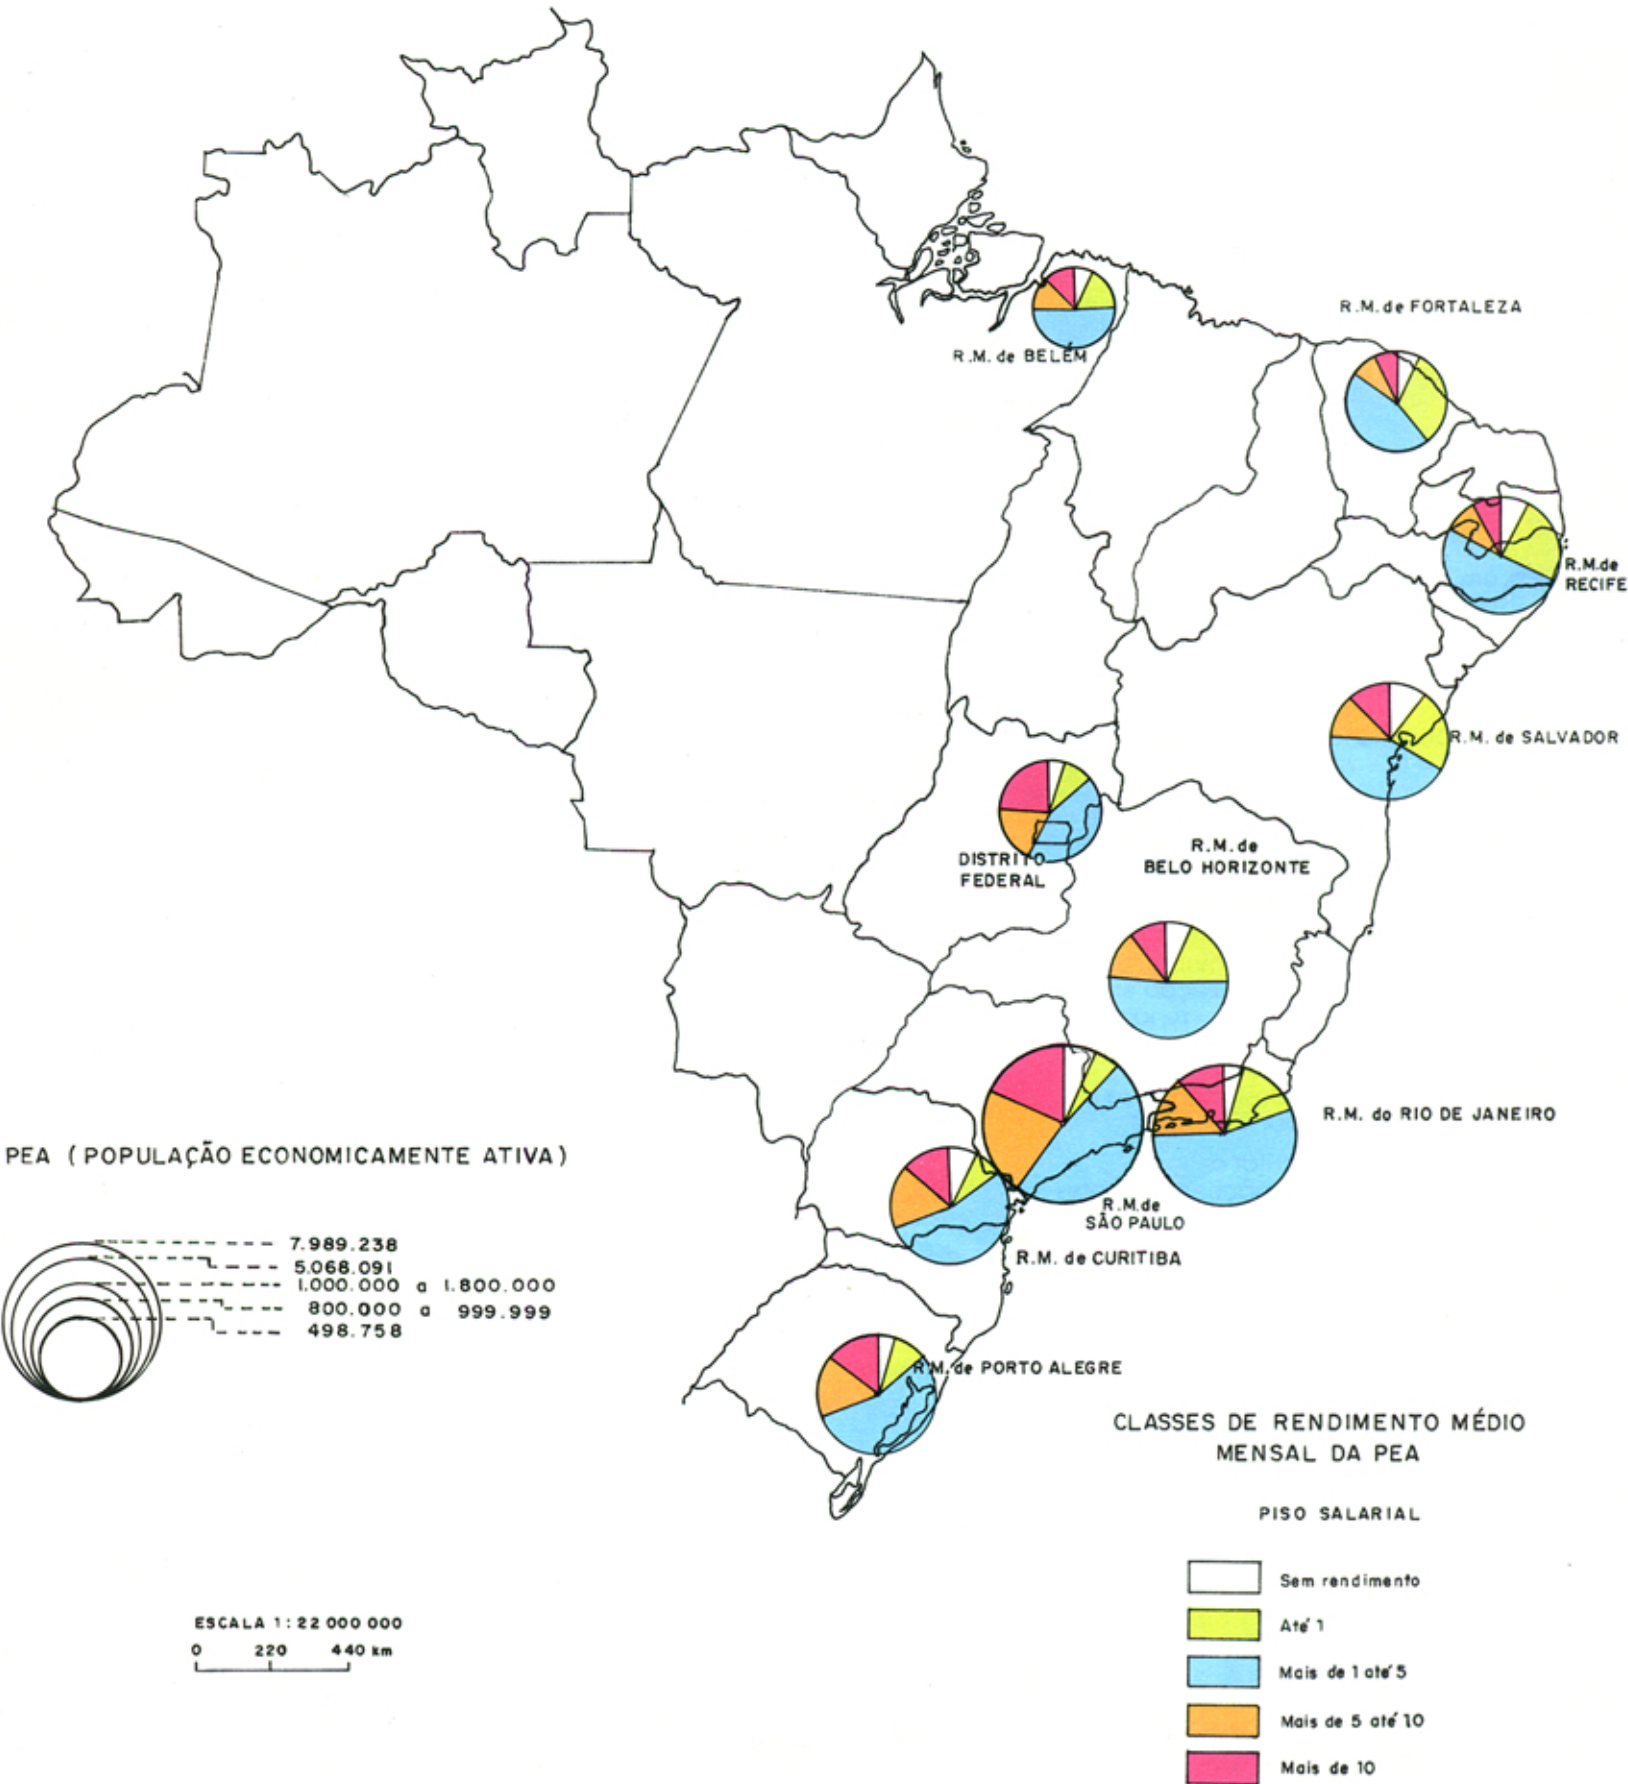 R.M. de FORTALEZA
R.M. de BELÉM
R.M.de
RECIFE
R.M. de SALVADOR
DISTRITO
FEDERAL
R.M. de
BELO HORIZONTE
R.M. do RIO DE JANEIRO
R.M.de
SÃO PAULO
R.M. de CURITIBA
R.M. de PORTO ALEGRE
PEA ( POPULAÇÃO ECONOMICAMENTE ATIVA )
7.989.238
5.068.091
1.000.000 a 1.800.000
800.000 a 999.999
498.758
ESCALA 1 : 22 000 000
0 220 440 km
CLASSES DE RENDIMENTO MÉDIO
MENSAL DA PEA
PISO SALARIAL
Sem rendimento
Até 1
Mais de 1 até 5
Mais de 5 até 10
Mais de 10